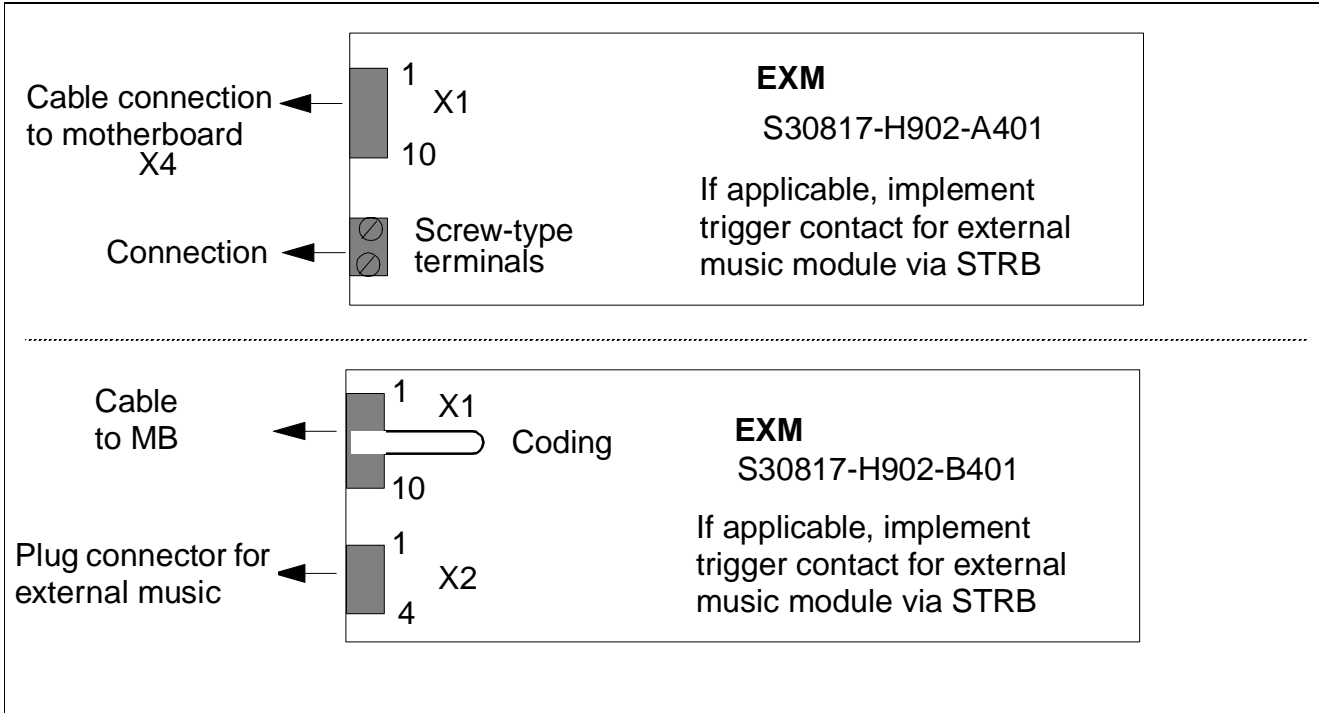 Cable connection
to motherboard
X4
1
X1
10
Connection
Screw-type
terminals
EXM
S30817-H902-A401
If applicable, implement
trigger contact for external
music module via STRB
Cable
to MB
1
X1
Coding
10
Plug connector for
external music
1
X2
4
EXM
S30817-H902-B401
If applicable, implement
trigger contact for external
music module via STRB